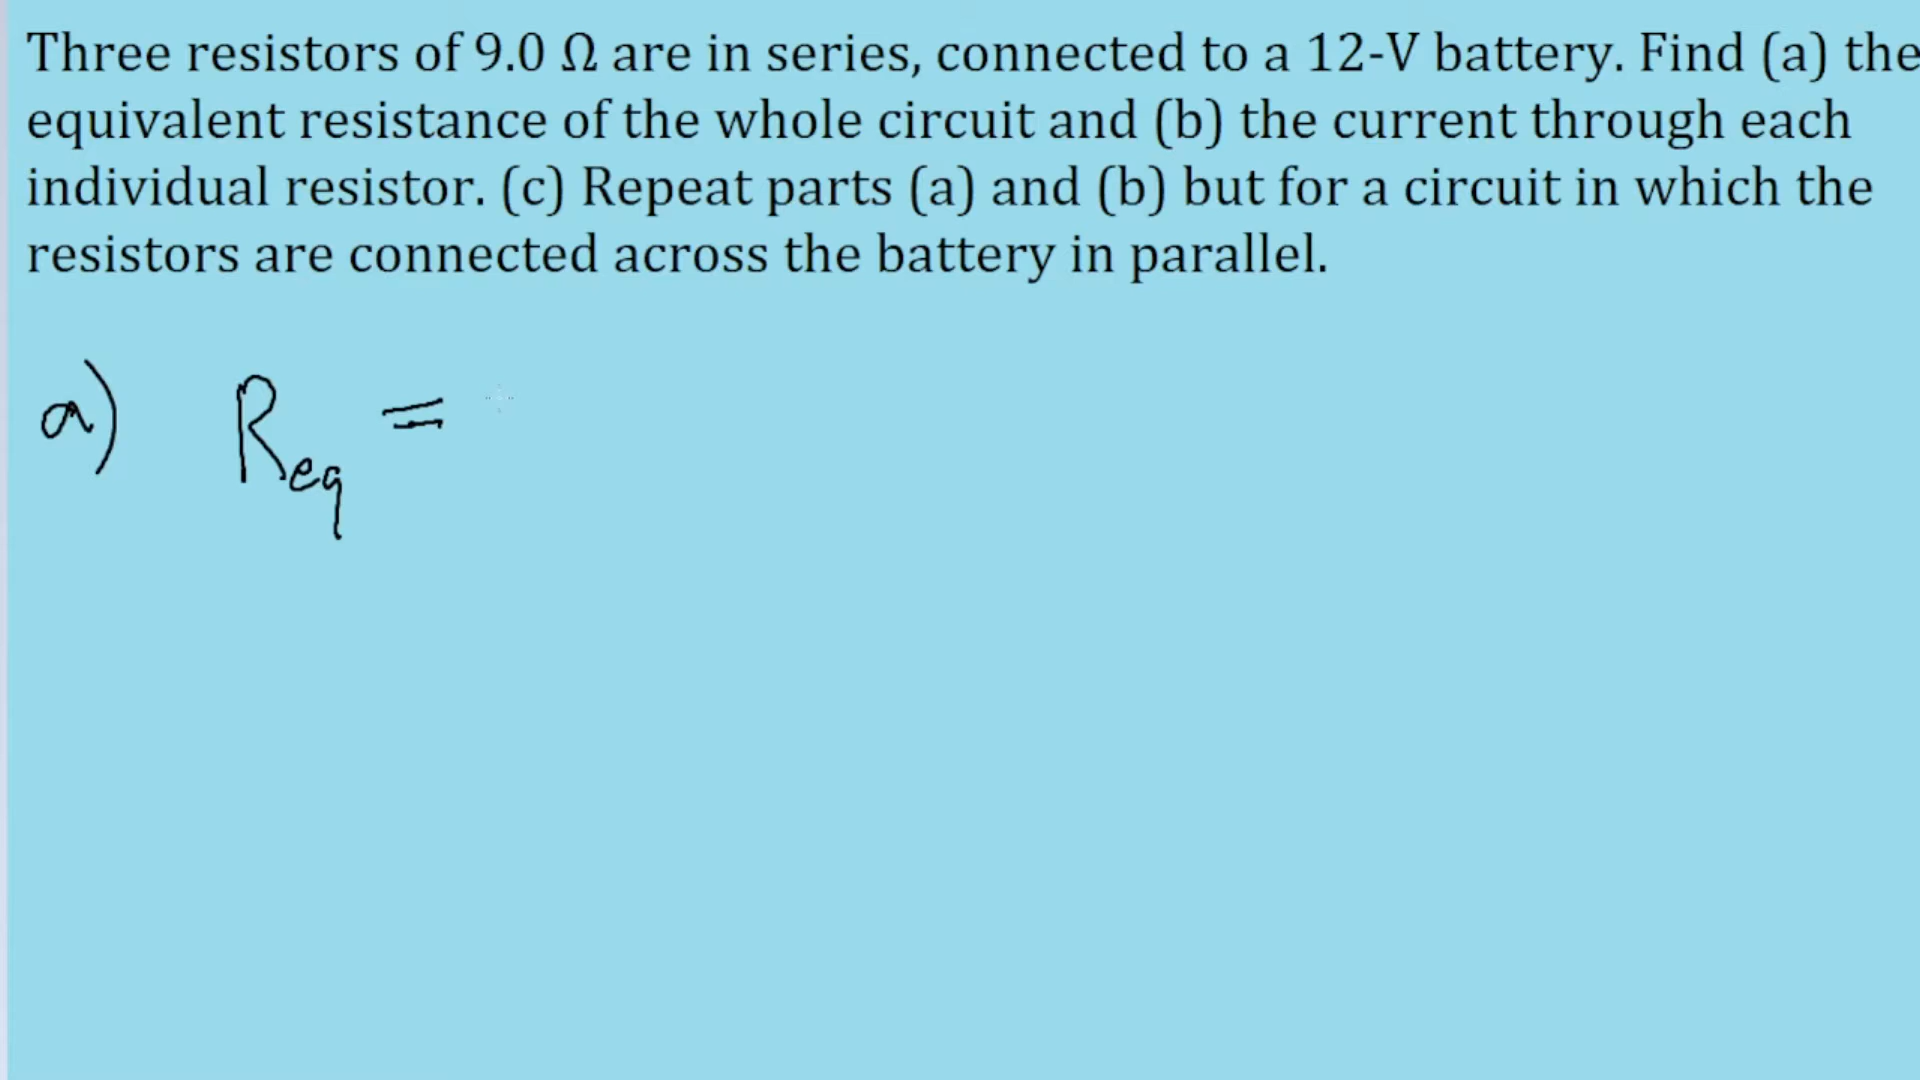 Three resistors of 9.0 Ω are in series, connected to a 12-V battery. Find (a) the
equivalent resistance of the whole circuit and (b) the current through each
individual resistor. (c) Repeat parts (a) and (b) but for a circuit in which the
resistors are connected across the battery in parallel.
a) Req =